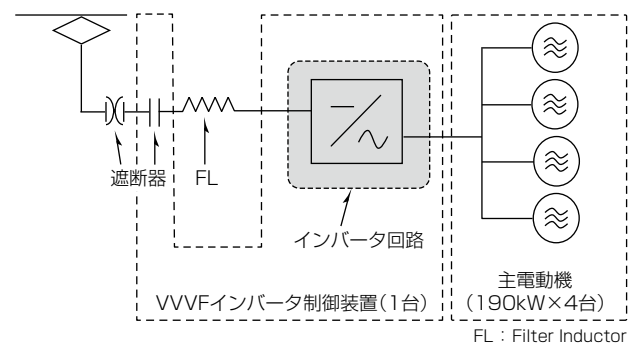 遮断器
FL
インバータ回路
VVVFインバータ制御装置(1台)
主電動機
(190kW×4台)
FL：Filter Inductor